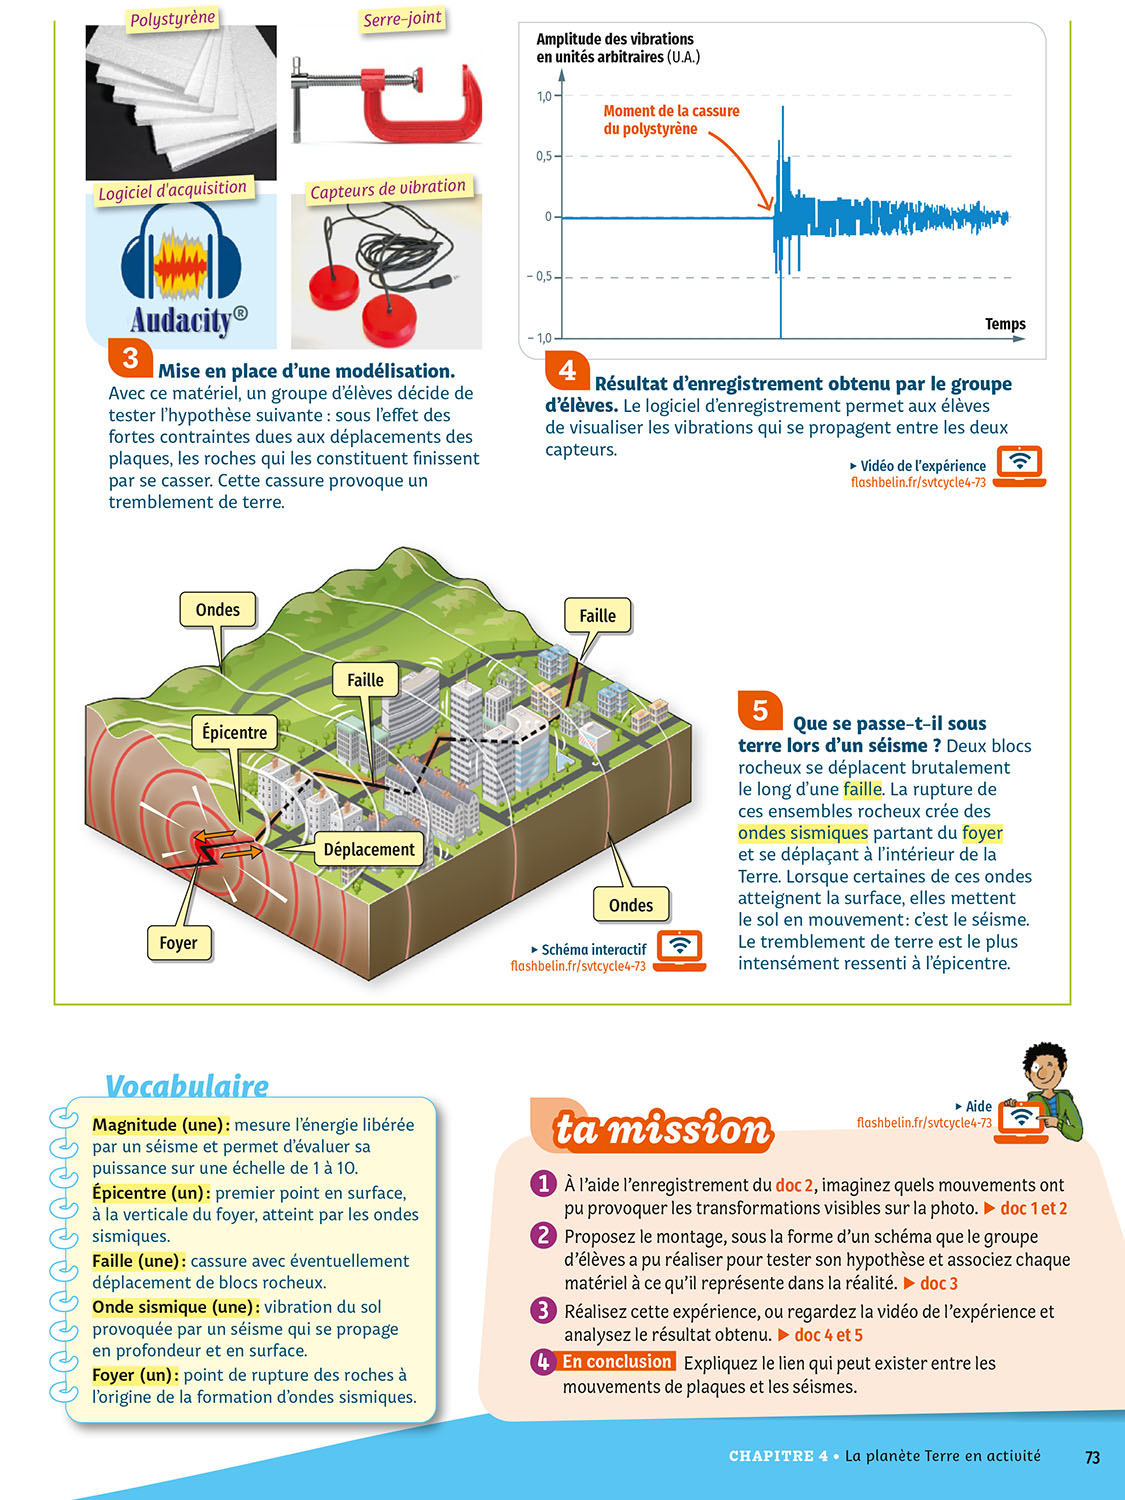 Polystyrène
Serre-joint
Logiciel d'acquisition
Capteurs de vibration
Audacity®
3 Mise en place d'une modélisation.
Avec ce matériel, un groupe d'élèves décide de
tester l'hypothèse suivante : sous l'effet des
fortes contraintes dues aux déplacements des
plaques, les roches qui les constituent finissent
par se casser. Cette cassure provoque un
tremblement de terre.
Amplitude des vibrations
en unités arbitraires (U.A.)
1,0
0,5
0
– 0,5
– 1,0
Moment de la cassure
du polystyrène
Temps
4 Résultat d'enregistrement obtenu par le groupe
d'élèves. Le logiciel d'enregistrement permet aux élèves
de visualiser les vibrations qui se propagent entre les deux
capteurs.
▸ Vidéo de l'expérience
flashbelin.fr/svtcycle4-73
Ondes
Faille
Faille
Épicentre
Déplacement
Ondes
Foyer
▸ Schéma interactif
flashbelin.fr/svtcycle4-73
5 Que se passe-t-il sous
terre lors d'un séisme ? Deux blocs
rocheux se déplacent brutalement
le long d'une faille. La rupture de
ces ensembles rocheux crée des
ondes sismiques partant du foyer
et se déplaçant à l'intérieur de la
Terre. Lorsque certaines de ces ondes
atteignent la surface, elles mettent
le sol en mouvement : c'est le séisme.
Le tremblement de terre est le plus
intensément ressenti à l'épicentre.
Vocabulaire
Magnitude (une) : mesure l'énergie libérée
par un séisme et permet d'évaluer sa
puissance sur une échelle de 1 à 10.
Épicentre (un) : premier point en surface,
à la verticale du foyer, atteint par les ondes
sismiques.
Faille (une) : cassure avec éventuellement
déplacement de blocs rocheux.
Onde sismique (une) : vibration du sol
provoquée par un séisme qui se propage
en profondeur et en surface.
Foyer (un) : point de rupture des roches à
l'origine de la formation d'ondes sismiques.
ta mission
▸ Aide
flashbelin.fr/svtcycle4-73
1 À l'aide l'enregistrement du doc 2, imaginez quels mouvements ont
pu provoquer les transformations visibles sur la photo. ▶ doc 1 et 2
2 Proposez le montage, sous la forme d'un schéma que le groupe
d'élèves a pu réaliser pour tester son hypothèse et associez chaque
matériel à ce qu'il représente dans la réalité. ▶ doc 3
3 Réalisez cette expérience, ou regardez la vidéo de l'expérience et
analysez le résultat obtenu. ▶ doc 4 et 5
4 En conclusion Expliquez le lien qui peut exister entre les
mouvements de plaques et les séismes.
CHAPITRE 4 • La planète Terre en activité 73